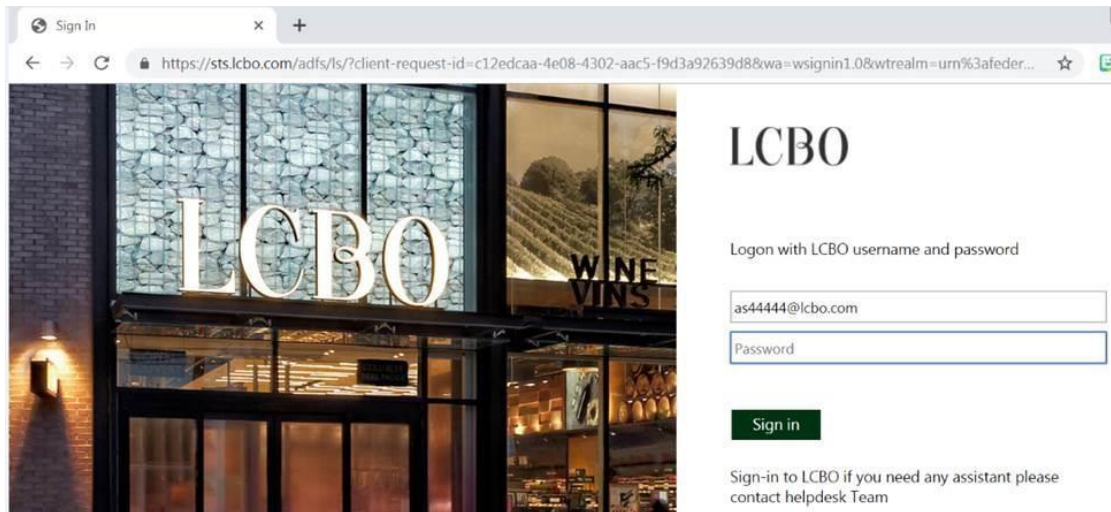 Sign In
https://sts.lcbo.com/adfs/ls/?client-request-id=c12edcaa-4e08-4302-aac5-f9d3a92639d88&wa=wsignin1.0&wtrealm=urn%3afeder...
LCBO
LCBO
WINE
VINS
Logon with LCBO username and password
as44444@lcbo.com
Password
Sign in
Sign-in to LCBO if you need any assistant please
contact helpdesk Team